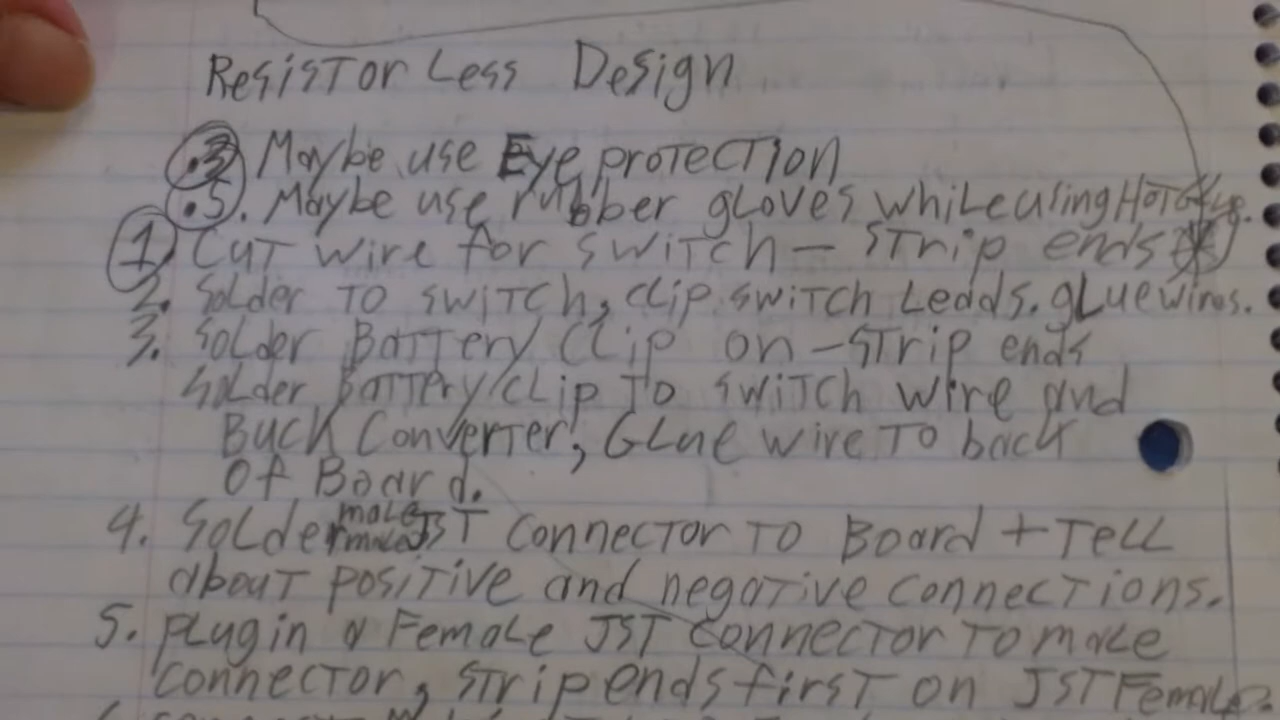 Resistor Less Design
.3 Maybe use Eye protection
.5. Maybe use rubber gloves while using HOT Glue.
1 Cut wire for switch - strip ends
2. Solder to switch, clip switch Leads. glue wires.
3. Solder Battery Clip on - strip ends
Solder Battery clip to switch wire and
Buck Converter, Glue wire to back
Of Board.
4. Solder male JST connector to Board + Tell
about positive and negative connections.
5. plug in a Female JST connector to male
connector, strip ends first on JST Female.